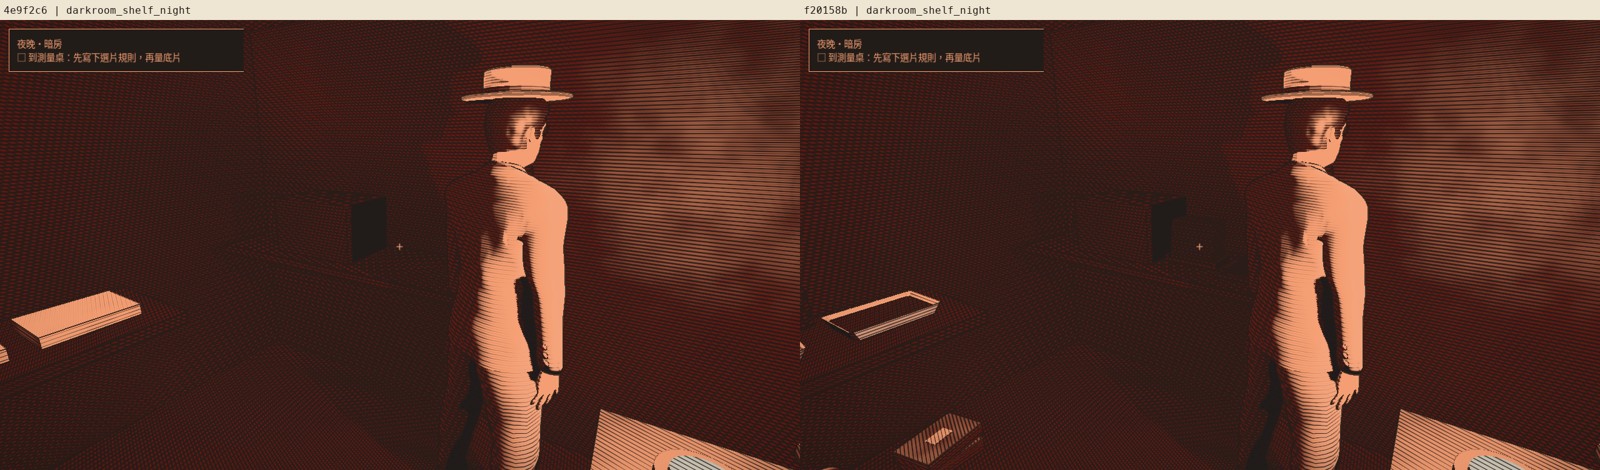 4e9f2c6 | darkroom_shelf_night
夜晚・暗房
□ 到測量桌：先寫下選片規則，再量底片
f20158b | darkroom_shelf_night
夜晚・暗房
□ 到測量桌：先寫下選片規則，再量底片